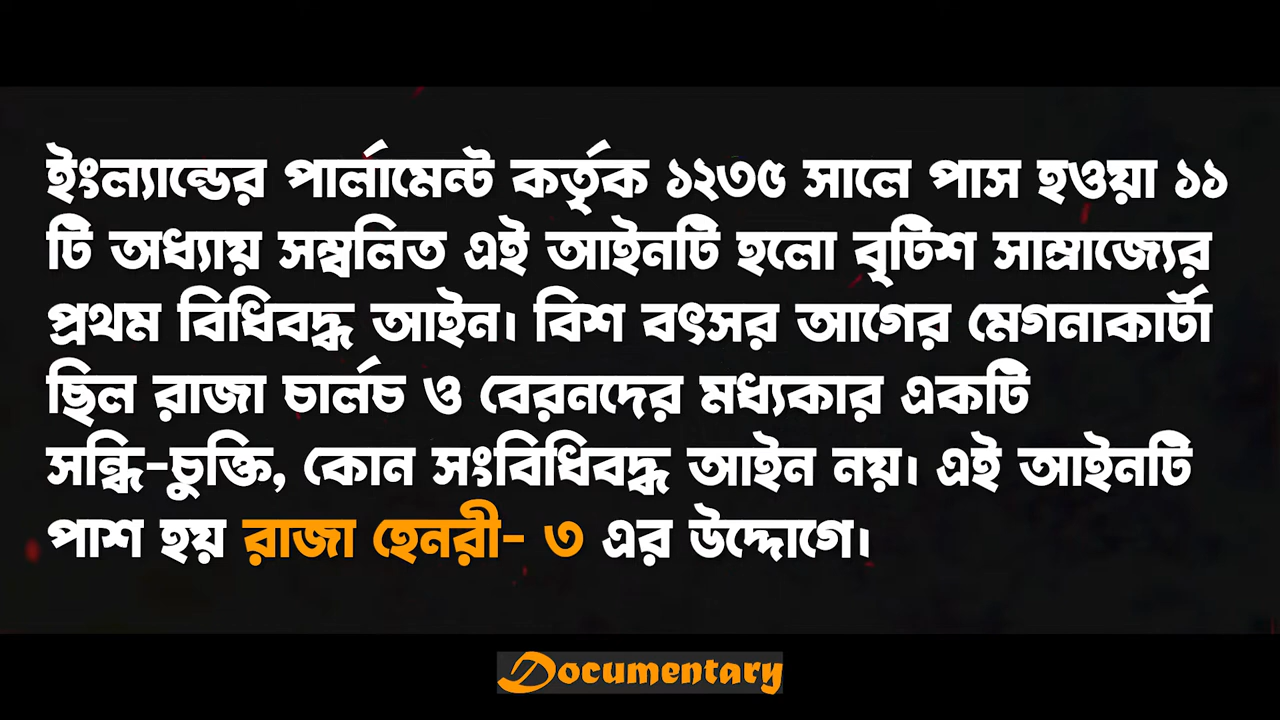 ইংল্যান্ডের পার্লামেন্ট কর্তৃক ১২৩৫ সালে পাস হওয়া ১১
টি অধ্যায় সম্বলিত এই আইনটি হলো বৃটিশ সাম্রাজ্যের
প্রথম বিধিবদ্ধ আইন। বিশ বৎসর আগের মেগনাকার্টা
ছিল রাজা চার্লচ ও বেরনদের মধ্যকার একটি
সন্ধি-চুক্তি, কোন সংবিধিবদ্ধ আইন নয়। এই আইনটি
পাশ হয় রাজা হেনরী- ৩ এর উদ্দোগে।
Documentary